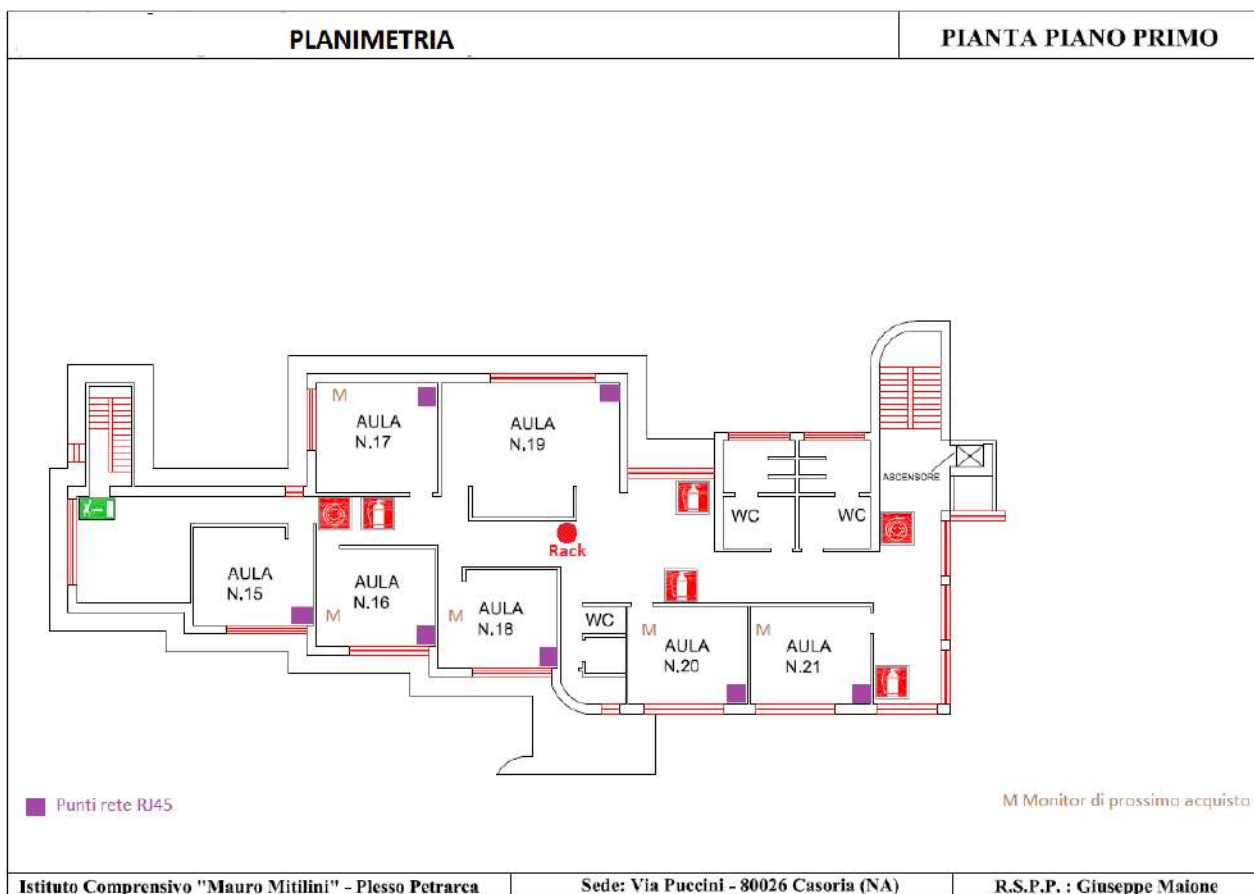 PLANIMETRIA
PIANTA PIANO PRIMO
M
AULA
N.17
AULA
N.19
ASCENSORE
WC
WC
Rack
AULA
N.15
AULA
N.16
M
AULA
N.18
M
WC
M
AULA
N.20
M
AULA
N.21
Punti rete RJ45
M Monitor di prossimo acquisto
Istituto Comprensivo "Mauro Mitilini" - Plesso Petrarca
Sede: Via Puccini - 80026 Casoria (NA)
R.S.P.P. : Giuseppe Maione